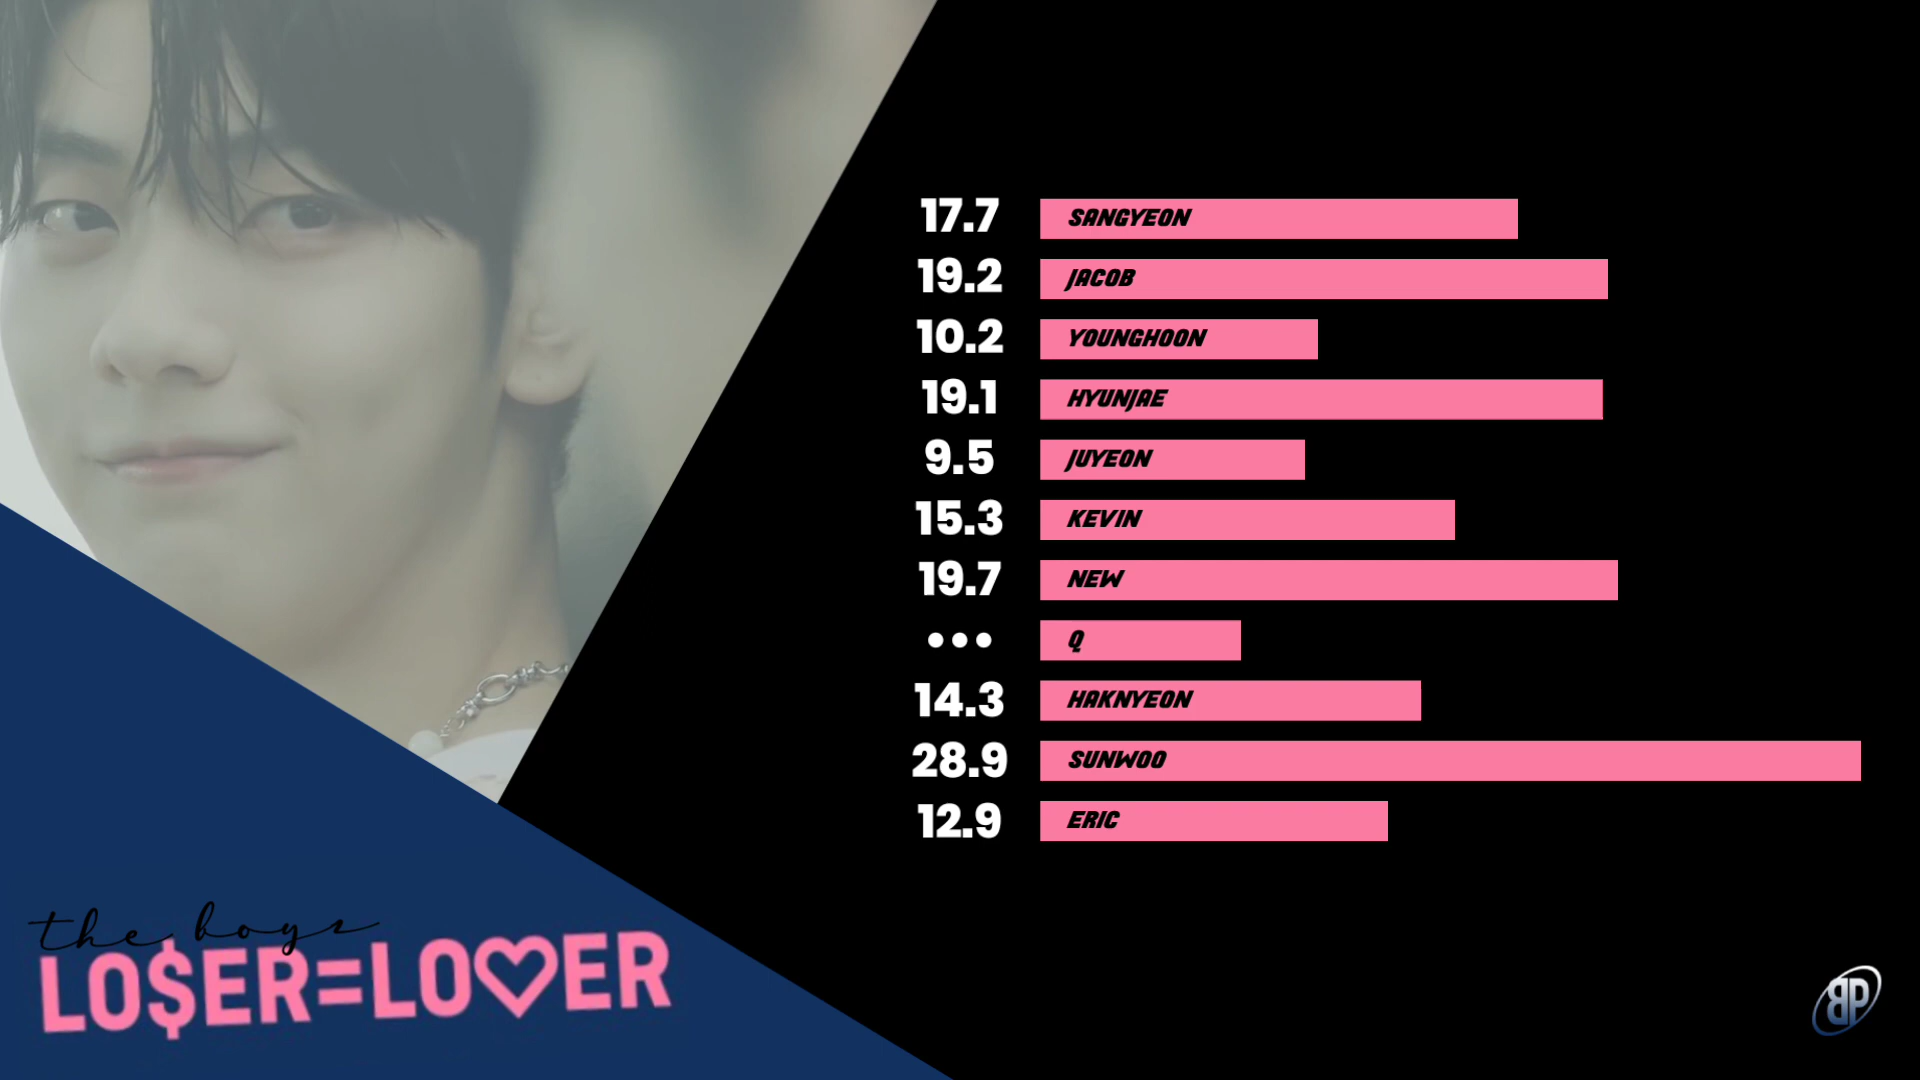 17.7 SANGYEON
19.2 JACOB
10.2 YOUNGHOON
19.1 HYUNJAE
9.5 JUYEON
15.3 KEVIN
19.7 NEW
••• Q
14.3 HAKNYEON
28.9 SUNWOO
12.9 ERIC
the boyz
LO$ER=LO♡ER
BP